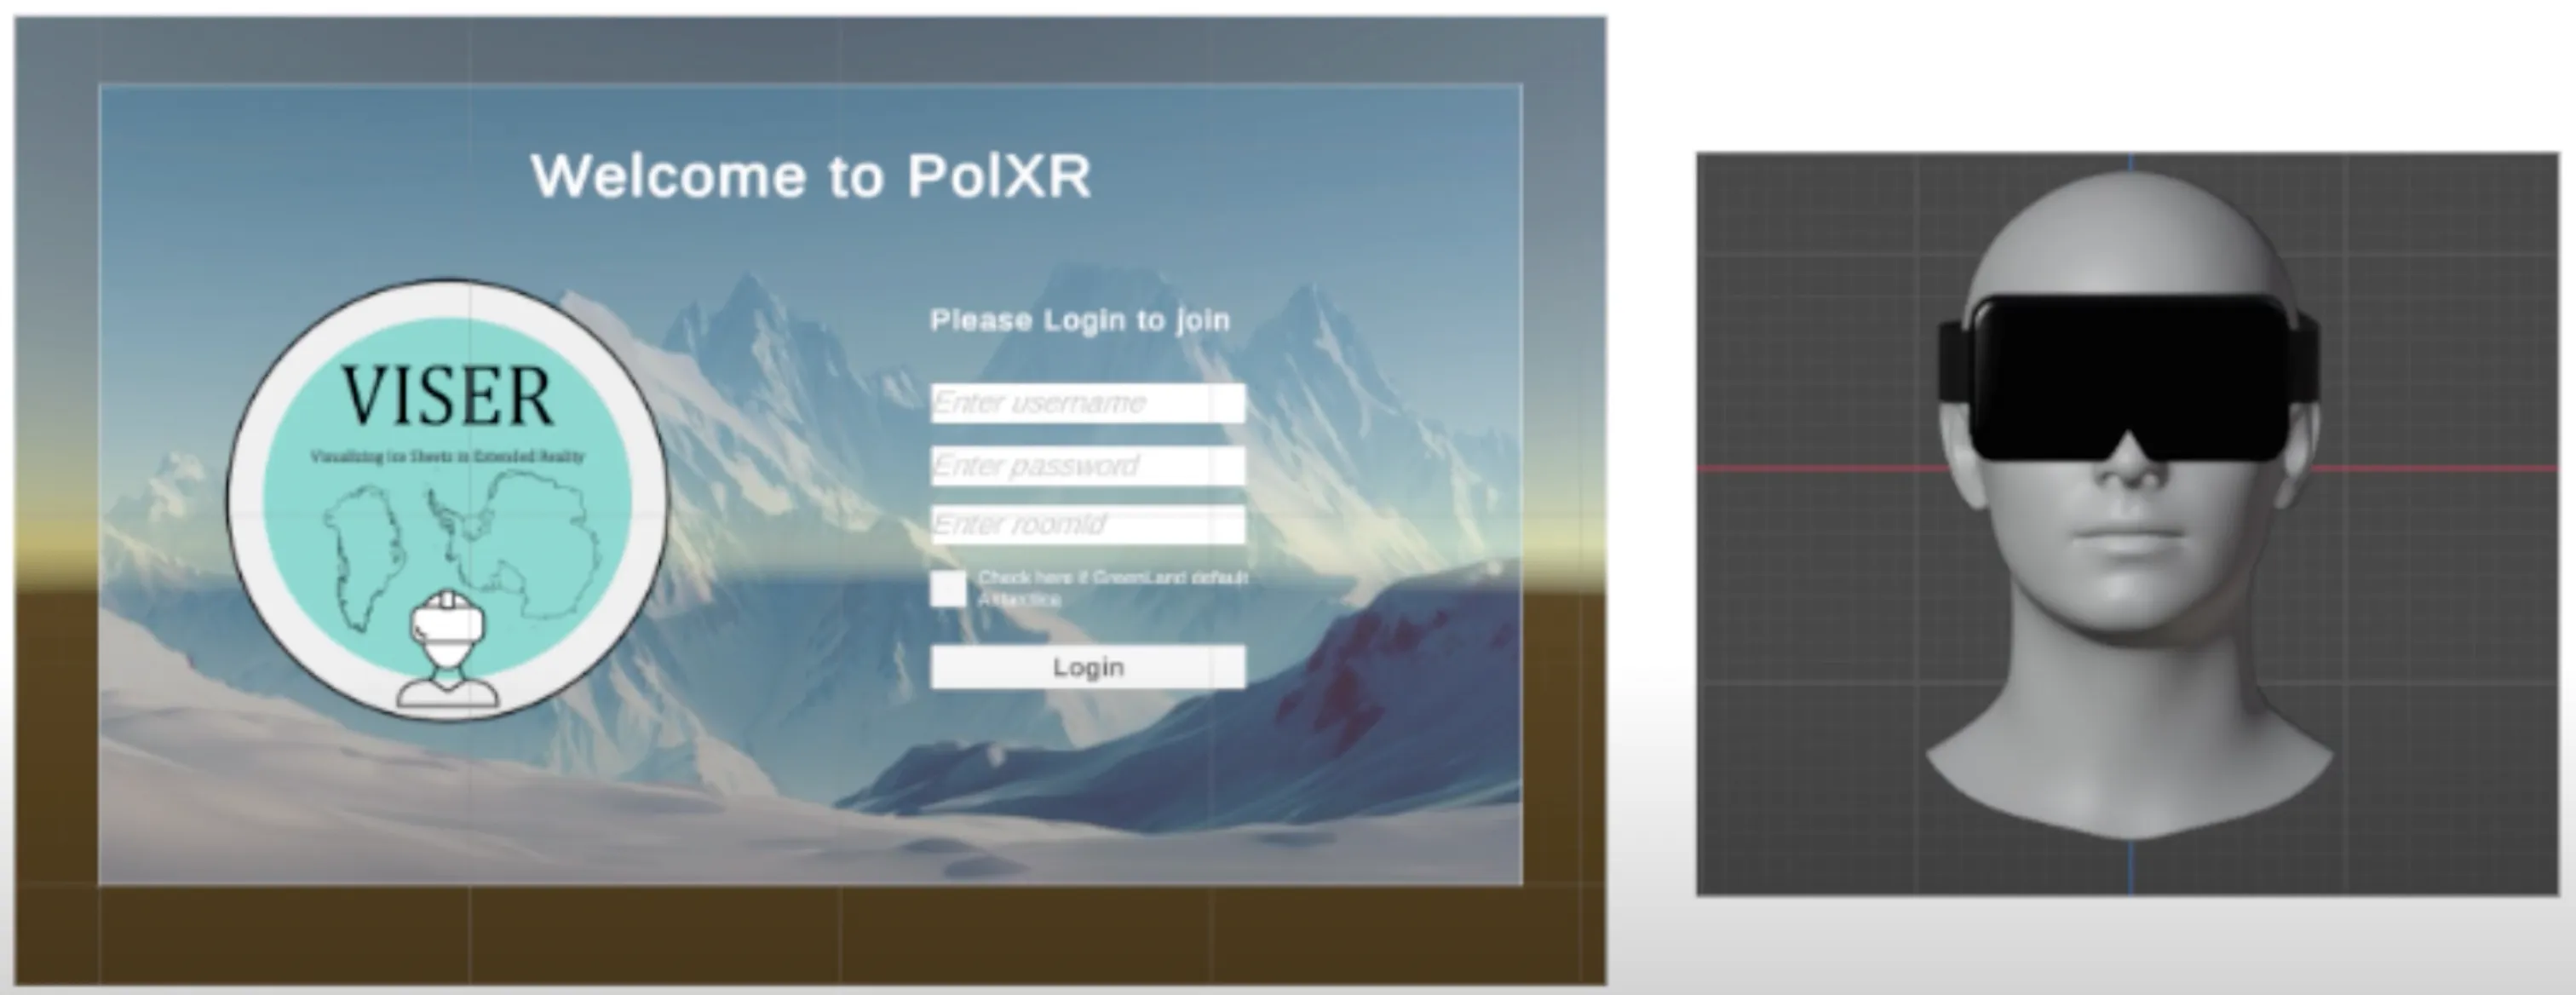 Welcome to PolXR
VISER
Visualizing Ice Sheets in Extended Reality
Please Login to join
Enter username
Enter password
Enter roomId
Check here if GreenLand default
Antarctica
Login